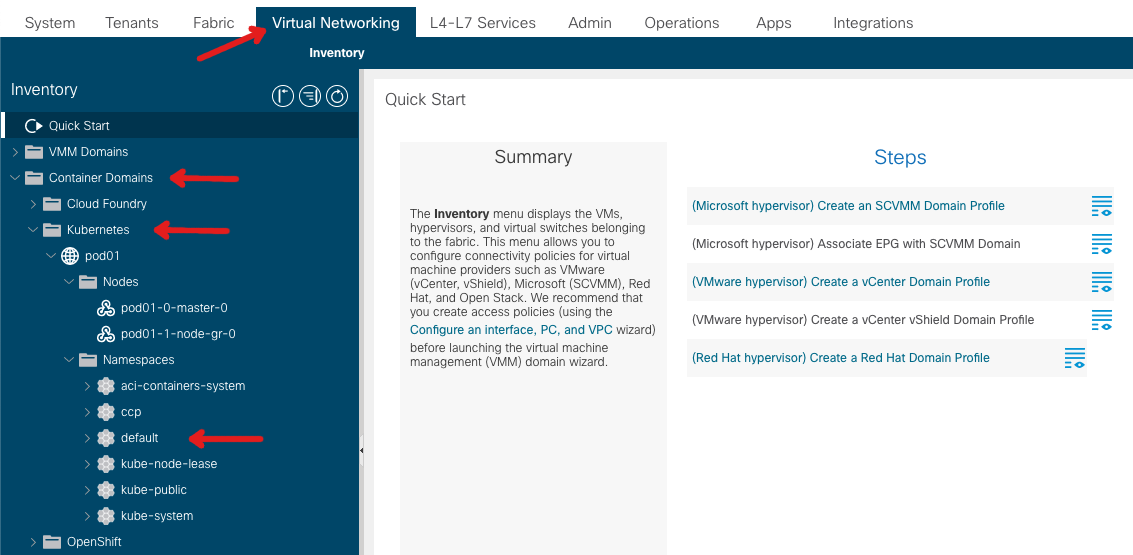 System Tenants Fabric Virtual Networking L4-L7 Services Admin Operations Apps Integrations
Inventory
Inventory
Quick Start
VMM Domains
Container Domains
Cloud Foundry
Kubernetes
pod01
Nodes
pod01-0-master-0
pod01-1-node-gr-0
Namespaces
aci-containers-system
ccp
default
kube-node-lease
kube-public
kube-system
OpenShift
Quick Start
Summary
The Inventory menu displays the VMs,
hypervisors, and virtual switches belonging
to the fabric. This menu allows you to
configure connectivity policies for virtual
machine providers such as VMware
(vCenter, vShield), Microsoft (SCVMM), Red
Hat, and Open Stack. We recommend that
you create access policies (using the
Configure an interface, PC, and VPC wizard)
before launching the virtual machine
management (VMM) domain wizard.
Steps
(Microsoft hypervisor) Create an SCVMM Domain Profile
(Microsoft hypervisor) Associate EPG with SCVMM Domain
(VMware hypervisor) Create a vCenter Domain Profile
(VMware hypervisor) Create a vCenter vShield Domain Profile
(Red Hat hypervisor) Create a Red Hat Domain Profile